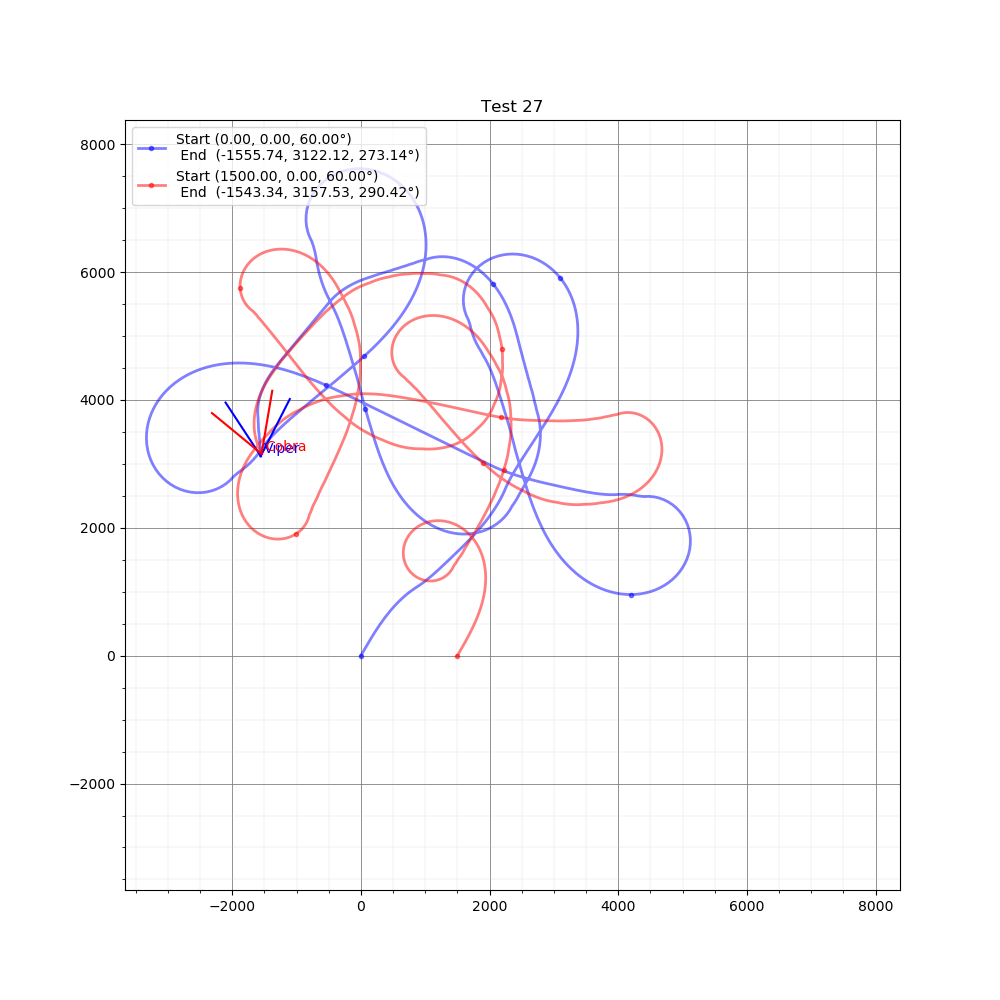 Test 27
Start (0.00, 0.00, 60.00°)
End (-1555.74, 3122.12, 273.14°)
Start (1500.00, 0.00, 60.00°)
End (-1543.34, 3157.53, 290.42°)
8000
6000
4000
2000
0
−2000
Cobra
Viper
−2000 0 2000 4000 6000 8000